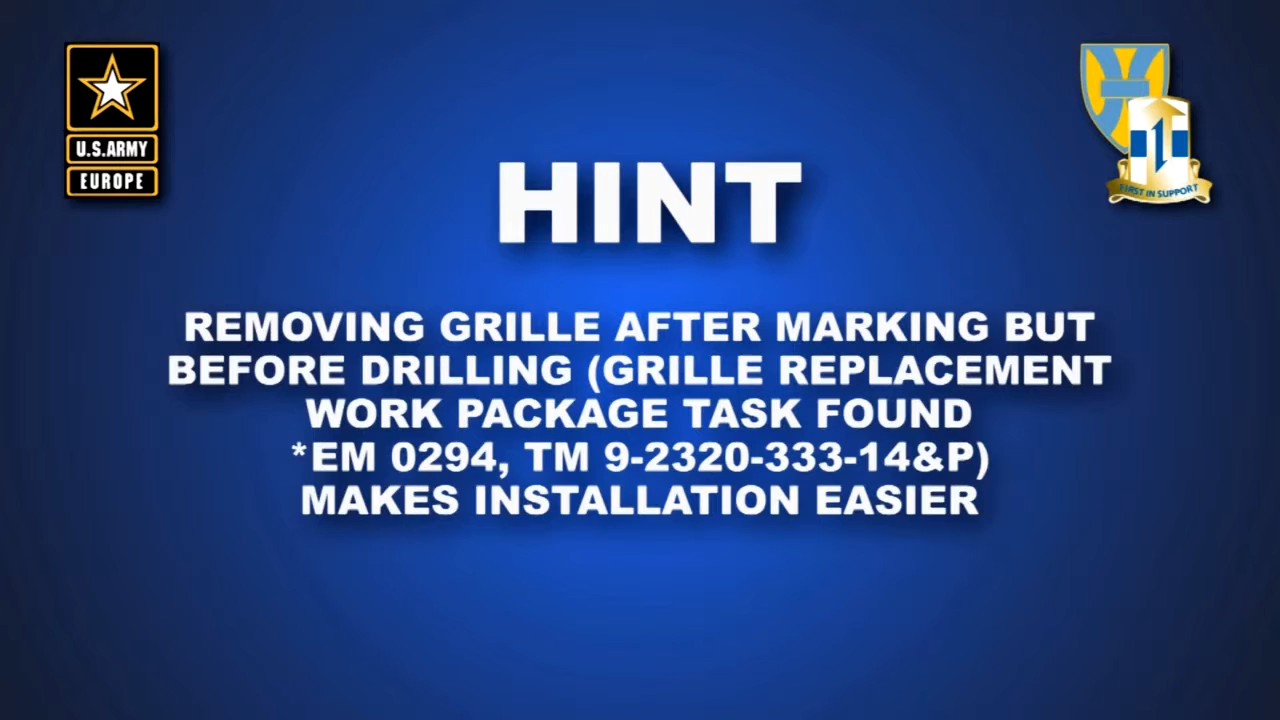 U.S.ARMY
EUROPE
FIRST IN SUPPORT
HINT
REMOVING GRILLE AFTER MARKING BUT
BEFORE DRILLING (GRILLE REPLACEMENT
WORK PACKAGE TASK FOUND
*EM 0294, TM 9-2320-333-14&P)
MAKES INSTALLATION EASIER